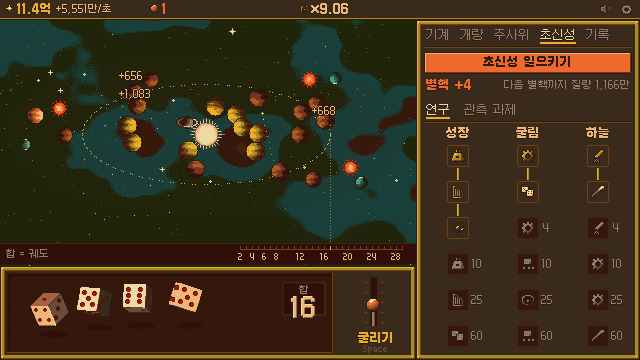 11.4억 +5,551만/초 1 ×9.06
기계 개량 주사위 초신성 기록
초신성 일으키기
별핵 +4 다음 별핵까지 질량 1,166만
연구 관측 과제
성장 굴림 하늘
4 4
10 10 10
25 25 25
60 60 60
+656
+1,083
+668
합 = 궤도
2 4 6 8 12 16 20 24 28
합
16
굴리기
Space